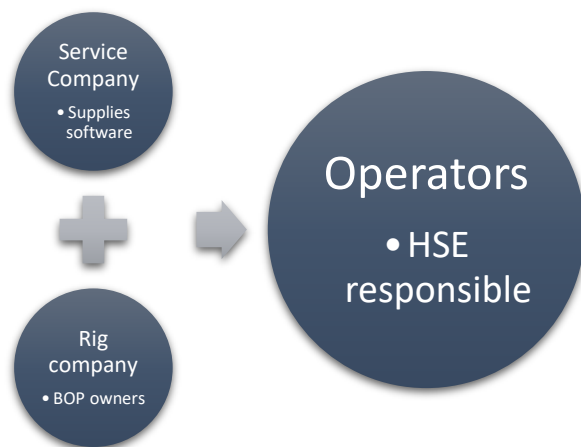 Service
Company
• Supplies
software
Rig
company
• BOP owners
Operators
• HSE
responsible